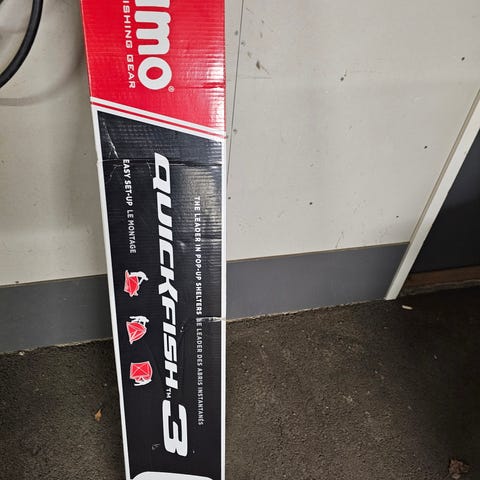 mo®
ISHING GEAR
THE LEADER IN POP-UP SHELTERS LE LEADER DES ABRIS INSTANTANÉS
QUICKFISH™ 3
EASY SET-UP LE MONTAGE